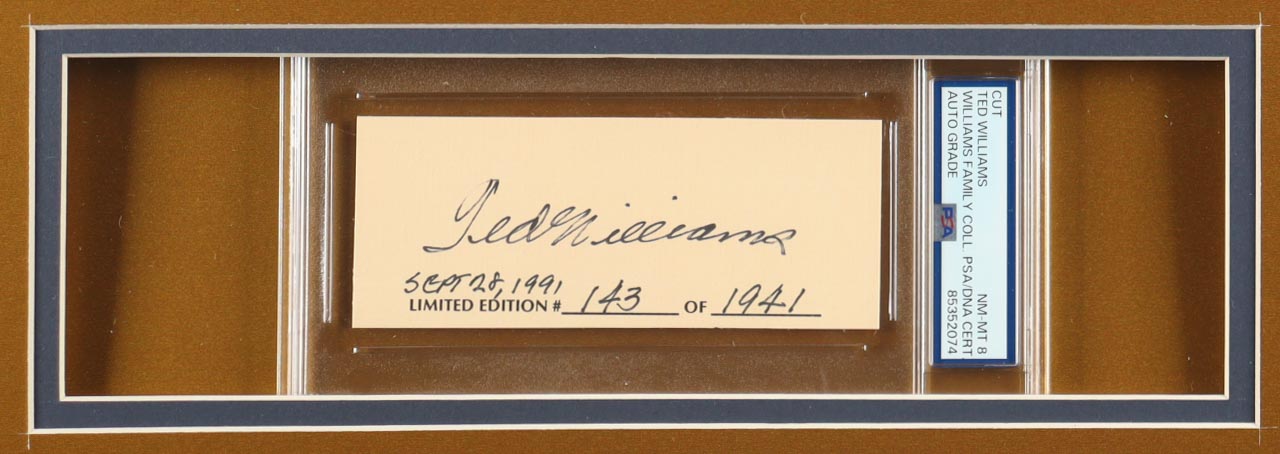 Ted Williams
SEPT 28, 1991
LIMITED EDITION # 143 OF 1941
CUT
TED WILLIAMS
WILLIAMS FAMILY COLL. PSA/DNA CERT
AUTO GRADE
NM-MT 8
85352074
PSA